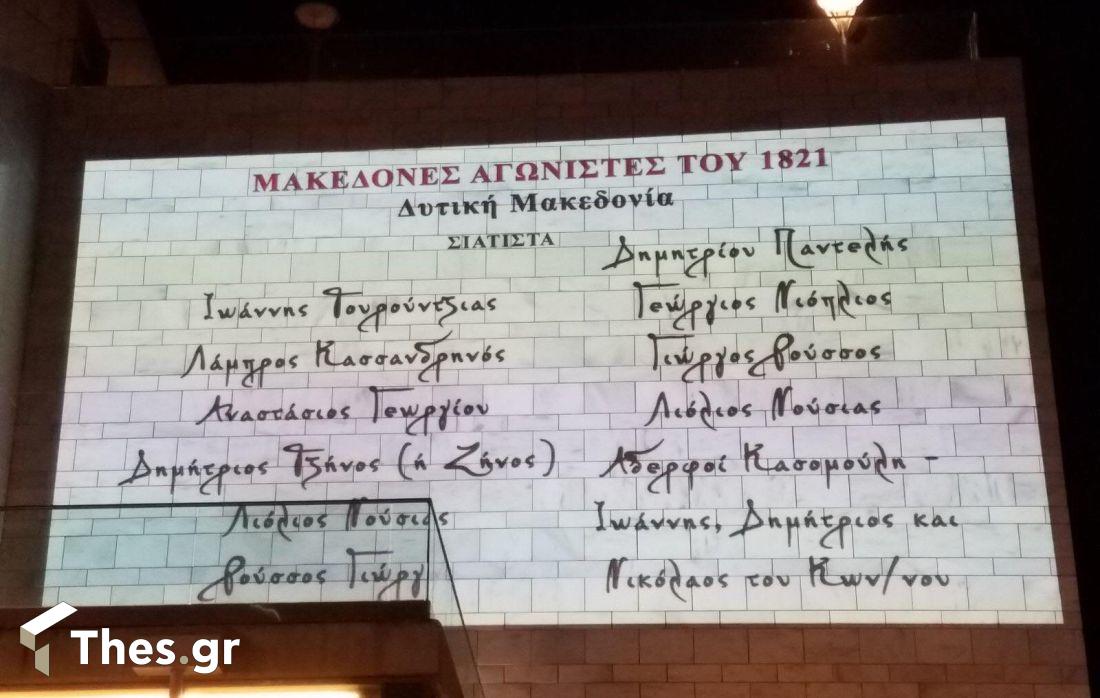 ΜΑΚΕΔΟΝΕΣ ΑΓΩΝΙΣΤΕΣ ΤΟΥ 1821
Δυτική Μακεδονία
ΣΙΑΤΙΣΤΑ
Ιωάννης Τουρούντζιας
Λάμπρος Κασσανδρηνός
Αναστάσιος Γεωργίου
Δημήτριος Τζήνος (ή Ζήνος)
Λιόλιος Νούσιας
Βούσσος Γιώργ
Δημητρίου Παντελής
Γεώργιος Νιόπλιος
Γιώργος Βούσσος
Λιόλιος Νούσιας
Αδερφοί Κασομούλη -
Ιωάννης, Δημήτριος και
Νικόλαος του Κων/νου
Thes.gr